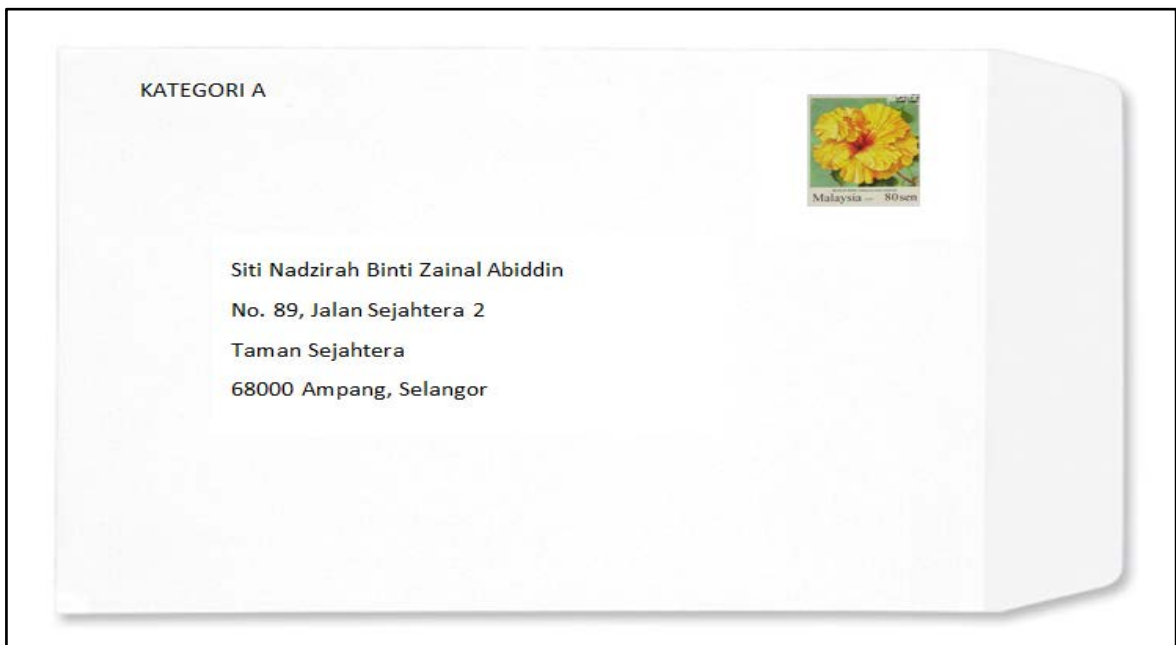 KATEGORI A
Malaysia
80sen
Siti Nadzirah Binti Zainal Abiddin
No. 89, Jalan Sejahtera 2
Taman Sejahtera
68000 Ampang, Selangor